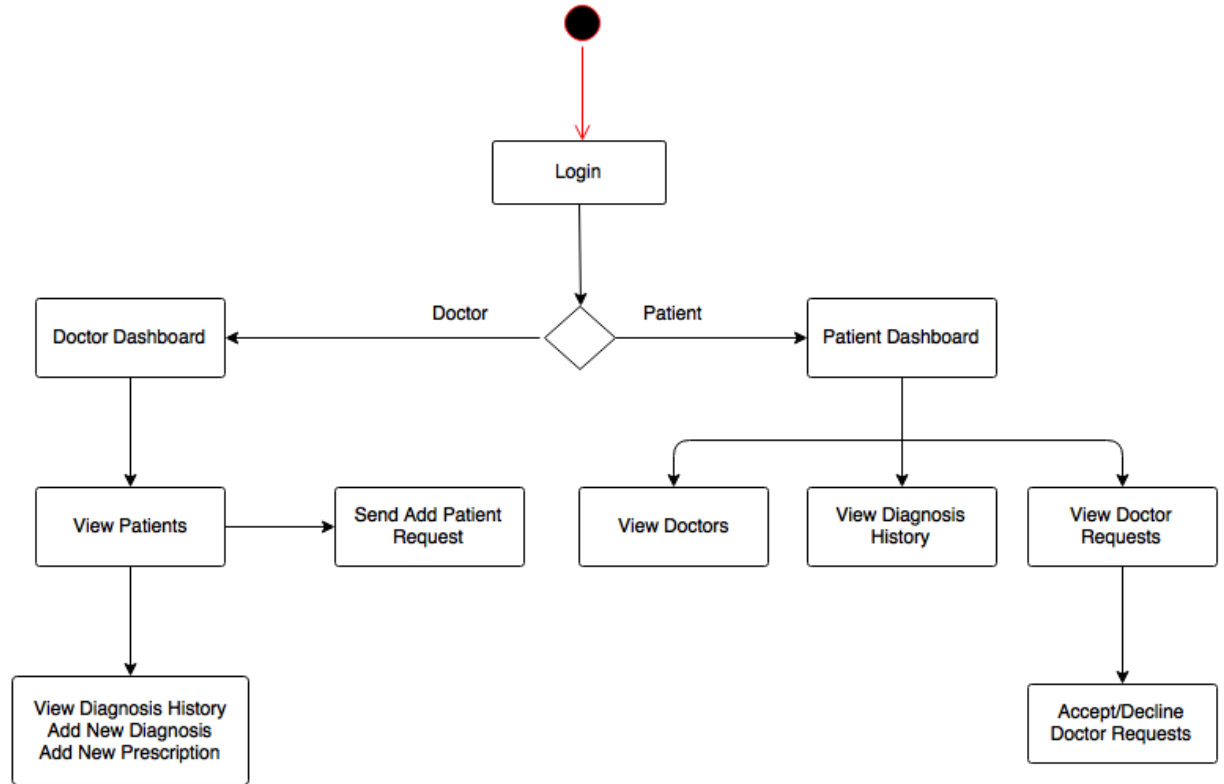 Login
Doctor
Patient
Doctor Dashboard
Patient Dashboard
View Patients
Send Add Patient
Request
View Doctors
View Diagnosis
History
View Doctor
Requests
View Diagnosis History
Add New Diagnosis
Add New Prescription
Accept/Decline
Doctor Requests